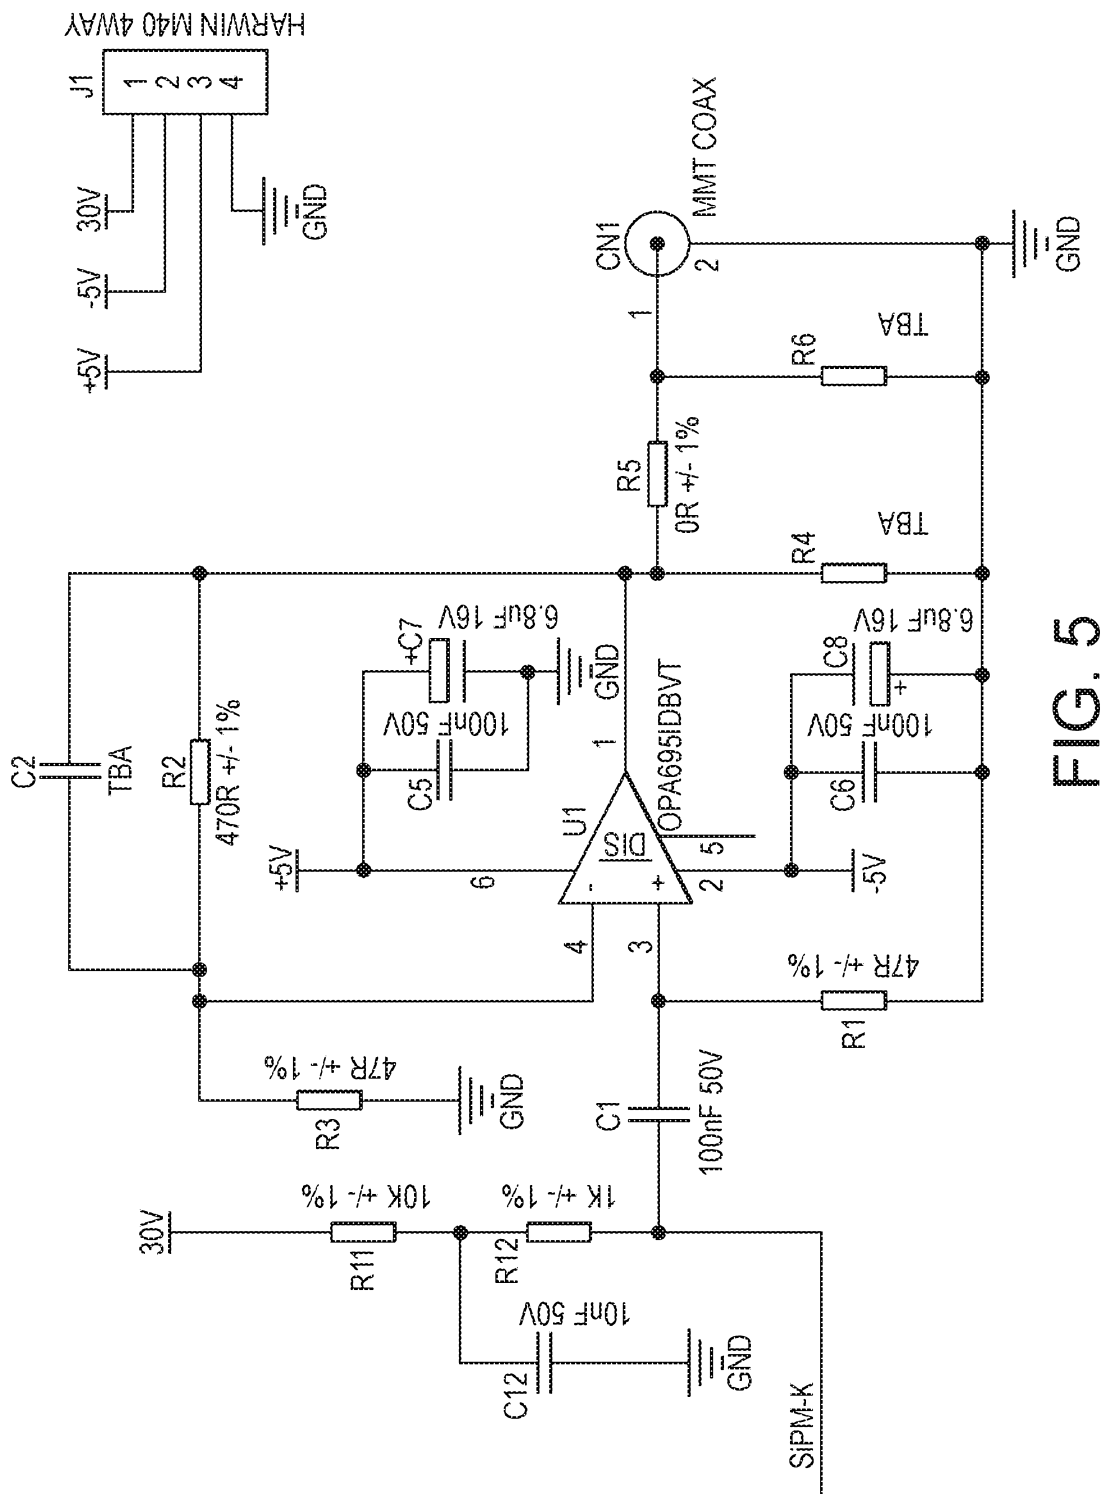 HARWIN M40 4WAY
J1
1
2
3
4
30V
-5V
+5V
GND
C2
TBA
R2
470R +/- 1%
+5V
+C7
6.8uF 16V
C5
100nF 50V
GND
6
4
3
1
5
2
U1
DIS
-
+
OPA695IDBVT
-5V
C6
100nF 50V
C8
6.8uF 16V
+
R3
47R +/- 1%
GND
30V
R11
10K +/- 1%
R12
1K +/- 1%
C12
10nF 50V
GND
SiPM-K
C1
100nF 50V
R1
47R +/- 1%
R4
TBA
R5
0R +/- 1%
R6
TBA
1
CN1
2
MMT COAX
GND
FIG. 5